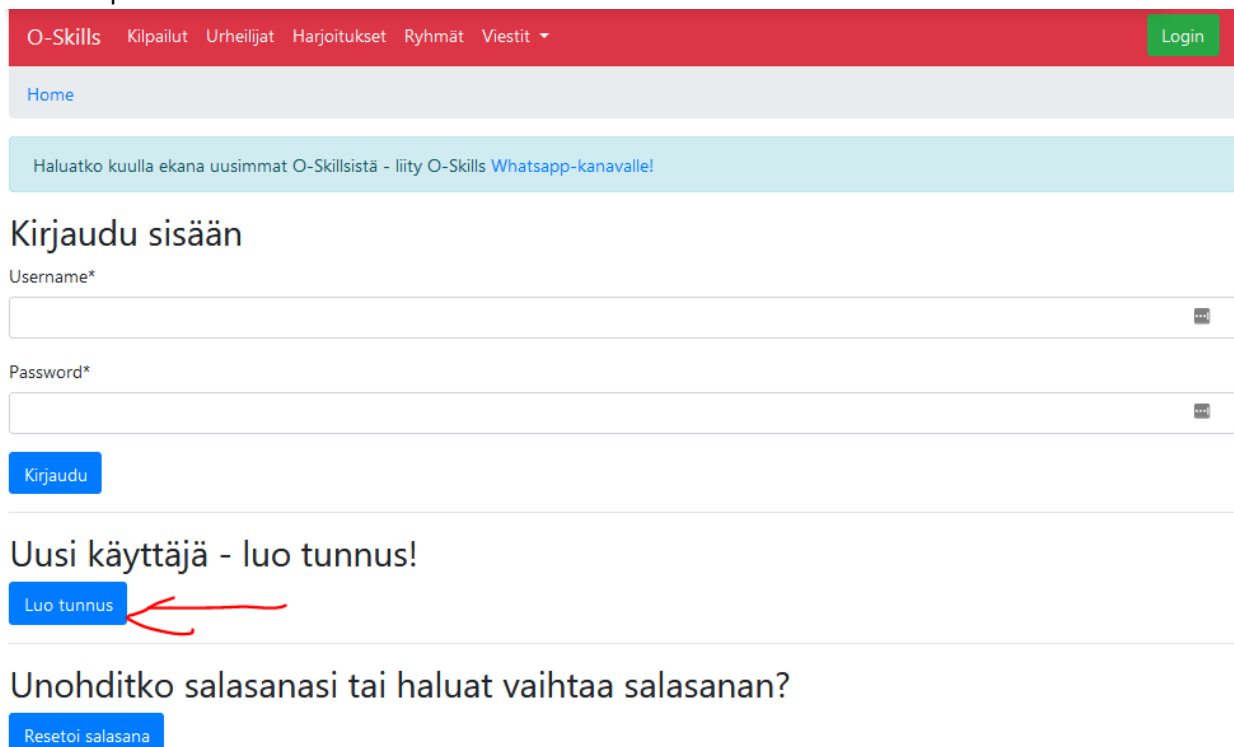 O-Skills Kilpailut Urheilijat Harjoitukset Ryhmät Viestit Login
Home
Haluatko kuulla ekana uusimmat O-Skillsistä - liity O-Skills Whatsapp-kanavalle!
Kirjaudu sisään
Username*
Password*
Kirjaudu
Uusi käyttäjä - luo tunnus!
Luo tunnus
Unohditko salasanasi tai haluat vaihtaa salasanan?
Resetoi salasana